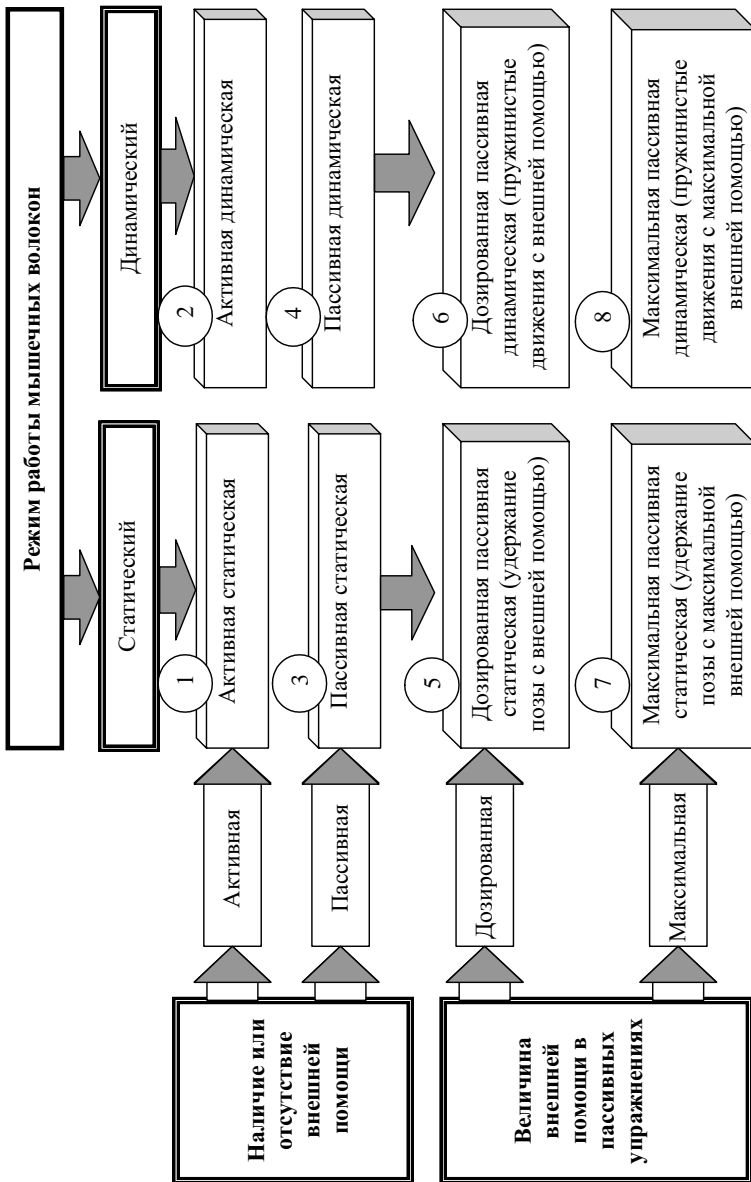 Режим работы мышечных волокон
Статический
Динамический
Наличие или
отсутствие
внешней
помощи
Активная
1
Активная статическая
2
Активная динамическая
Пассивная
3
Пассивная статическая
4
Пассивная динамическая
Величина
внешней
помощи в
пассивных
упражнениях
Дозированная
5
Дозированная пассивная
статическая (удержание
позы с внешней помощью)
6
Дозированная пассивная
динамическая (пружинистые
движения с внешней помощью)
Максимальная
7
Максимальная пассивная
статическая (удержание
позы с максимальной
внешней помощью)
8
Максимальная пассивная
динамическая (пружинистые
движения с максимальной
внешней помощью)